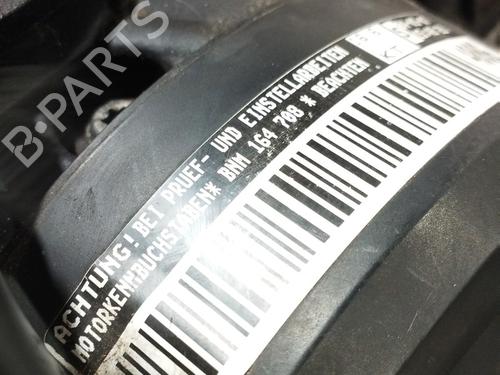 B-PARTS
ACHTUNG! BEI PRUEF- UND EINSTELLARBEITEN
MOTORKENNBUCHSTABEN* BNM 164 708 * BEACHTEN